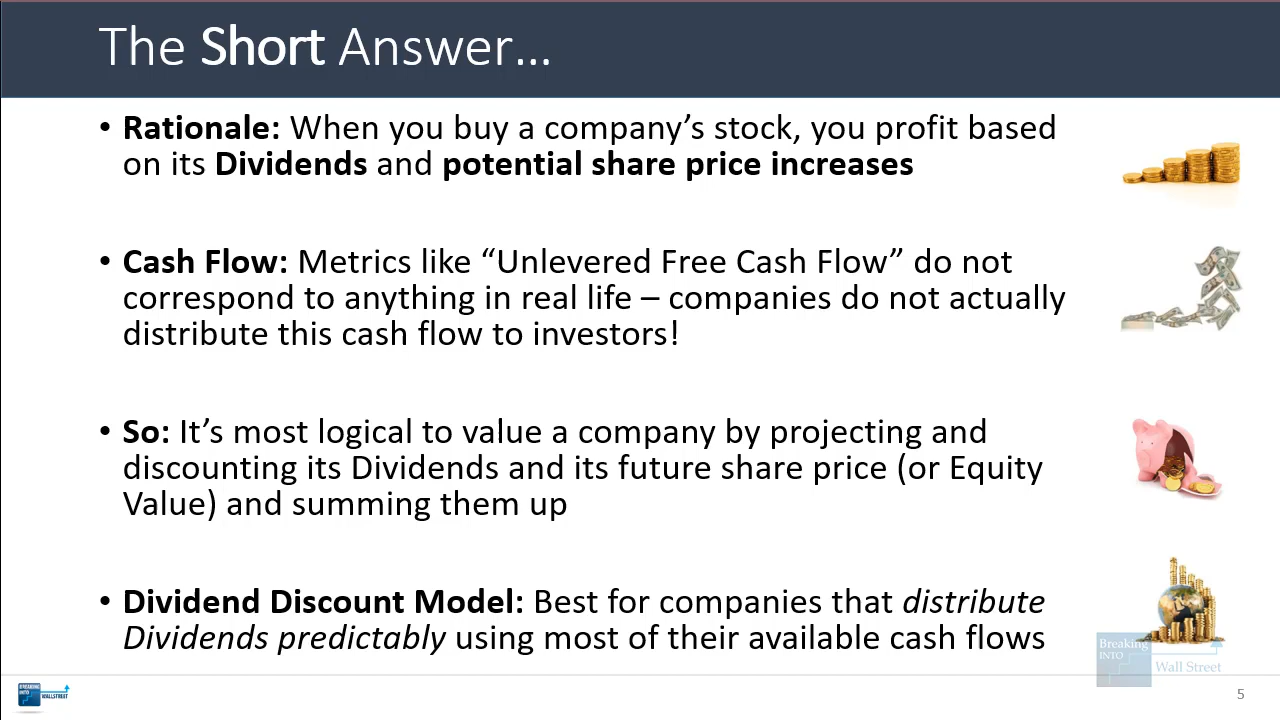 The Short Answer...
• Rationale: When you buy a company’s stock, you profit based
on its Dividends and potential share price increases
• Cash Flow: Metrics like “Unlevered Free Cash Flow” do not
correspond to anything in real life – companies do not actually
distribute this cash flow to investors!
• So: It’s most logical to value a company by projecting and
discounting its Dividends and its future share price (or Equity
Value) and summing them up
• Dividend Discount Model: Best for companies that distribute
Dividends predictably using most of their available cash flows
Breaking
INTO
Wall Street
BREAKING
INTO
WALLSTREET
5